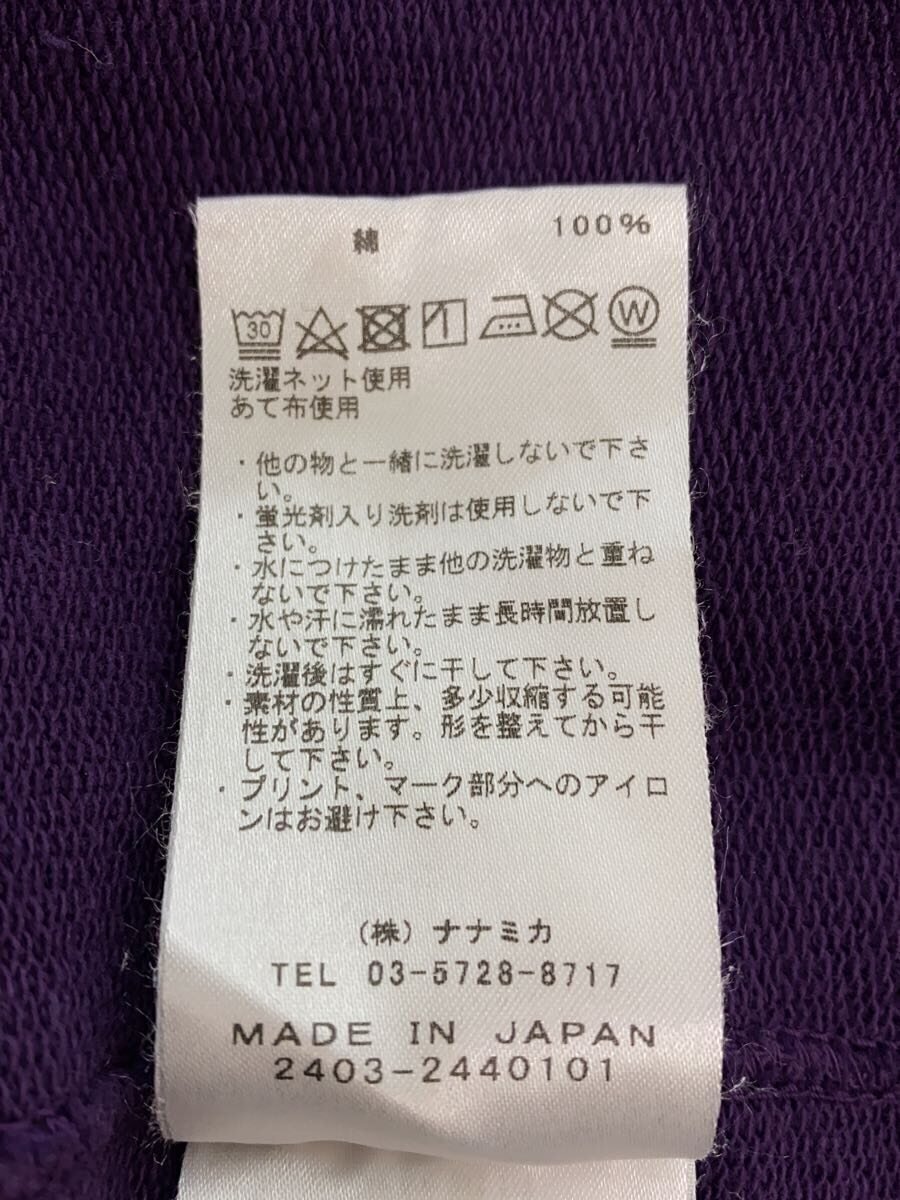 綿 100%
30 W
洗濯ネット使用
あて布使用
・他の物と一緒に洗濯しないで下さ
い。
・蛍光剤入り洗剤は使用しないで下
さい。
・水につけたまま他の洗濯物と重ね
ないで下さい。
・水や汗に濡れたまま長時間放置し
ないで下さい。
・洗濯後はすぐに干して下さい。
・素材の性質上、多少収縮する可能
性があります。形を整えてから干
して下さい。
・プリント、マーク部分へのアイロ
ンはお避け下さい。
(株) ナナミカ
TEL 03-5728-8717
MADE IN JAPAN
2403-2440101